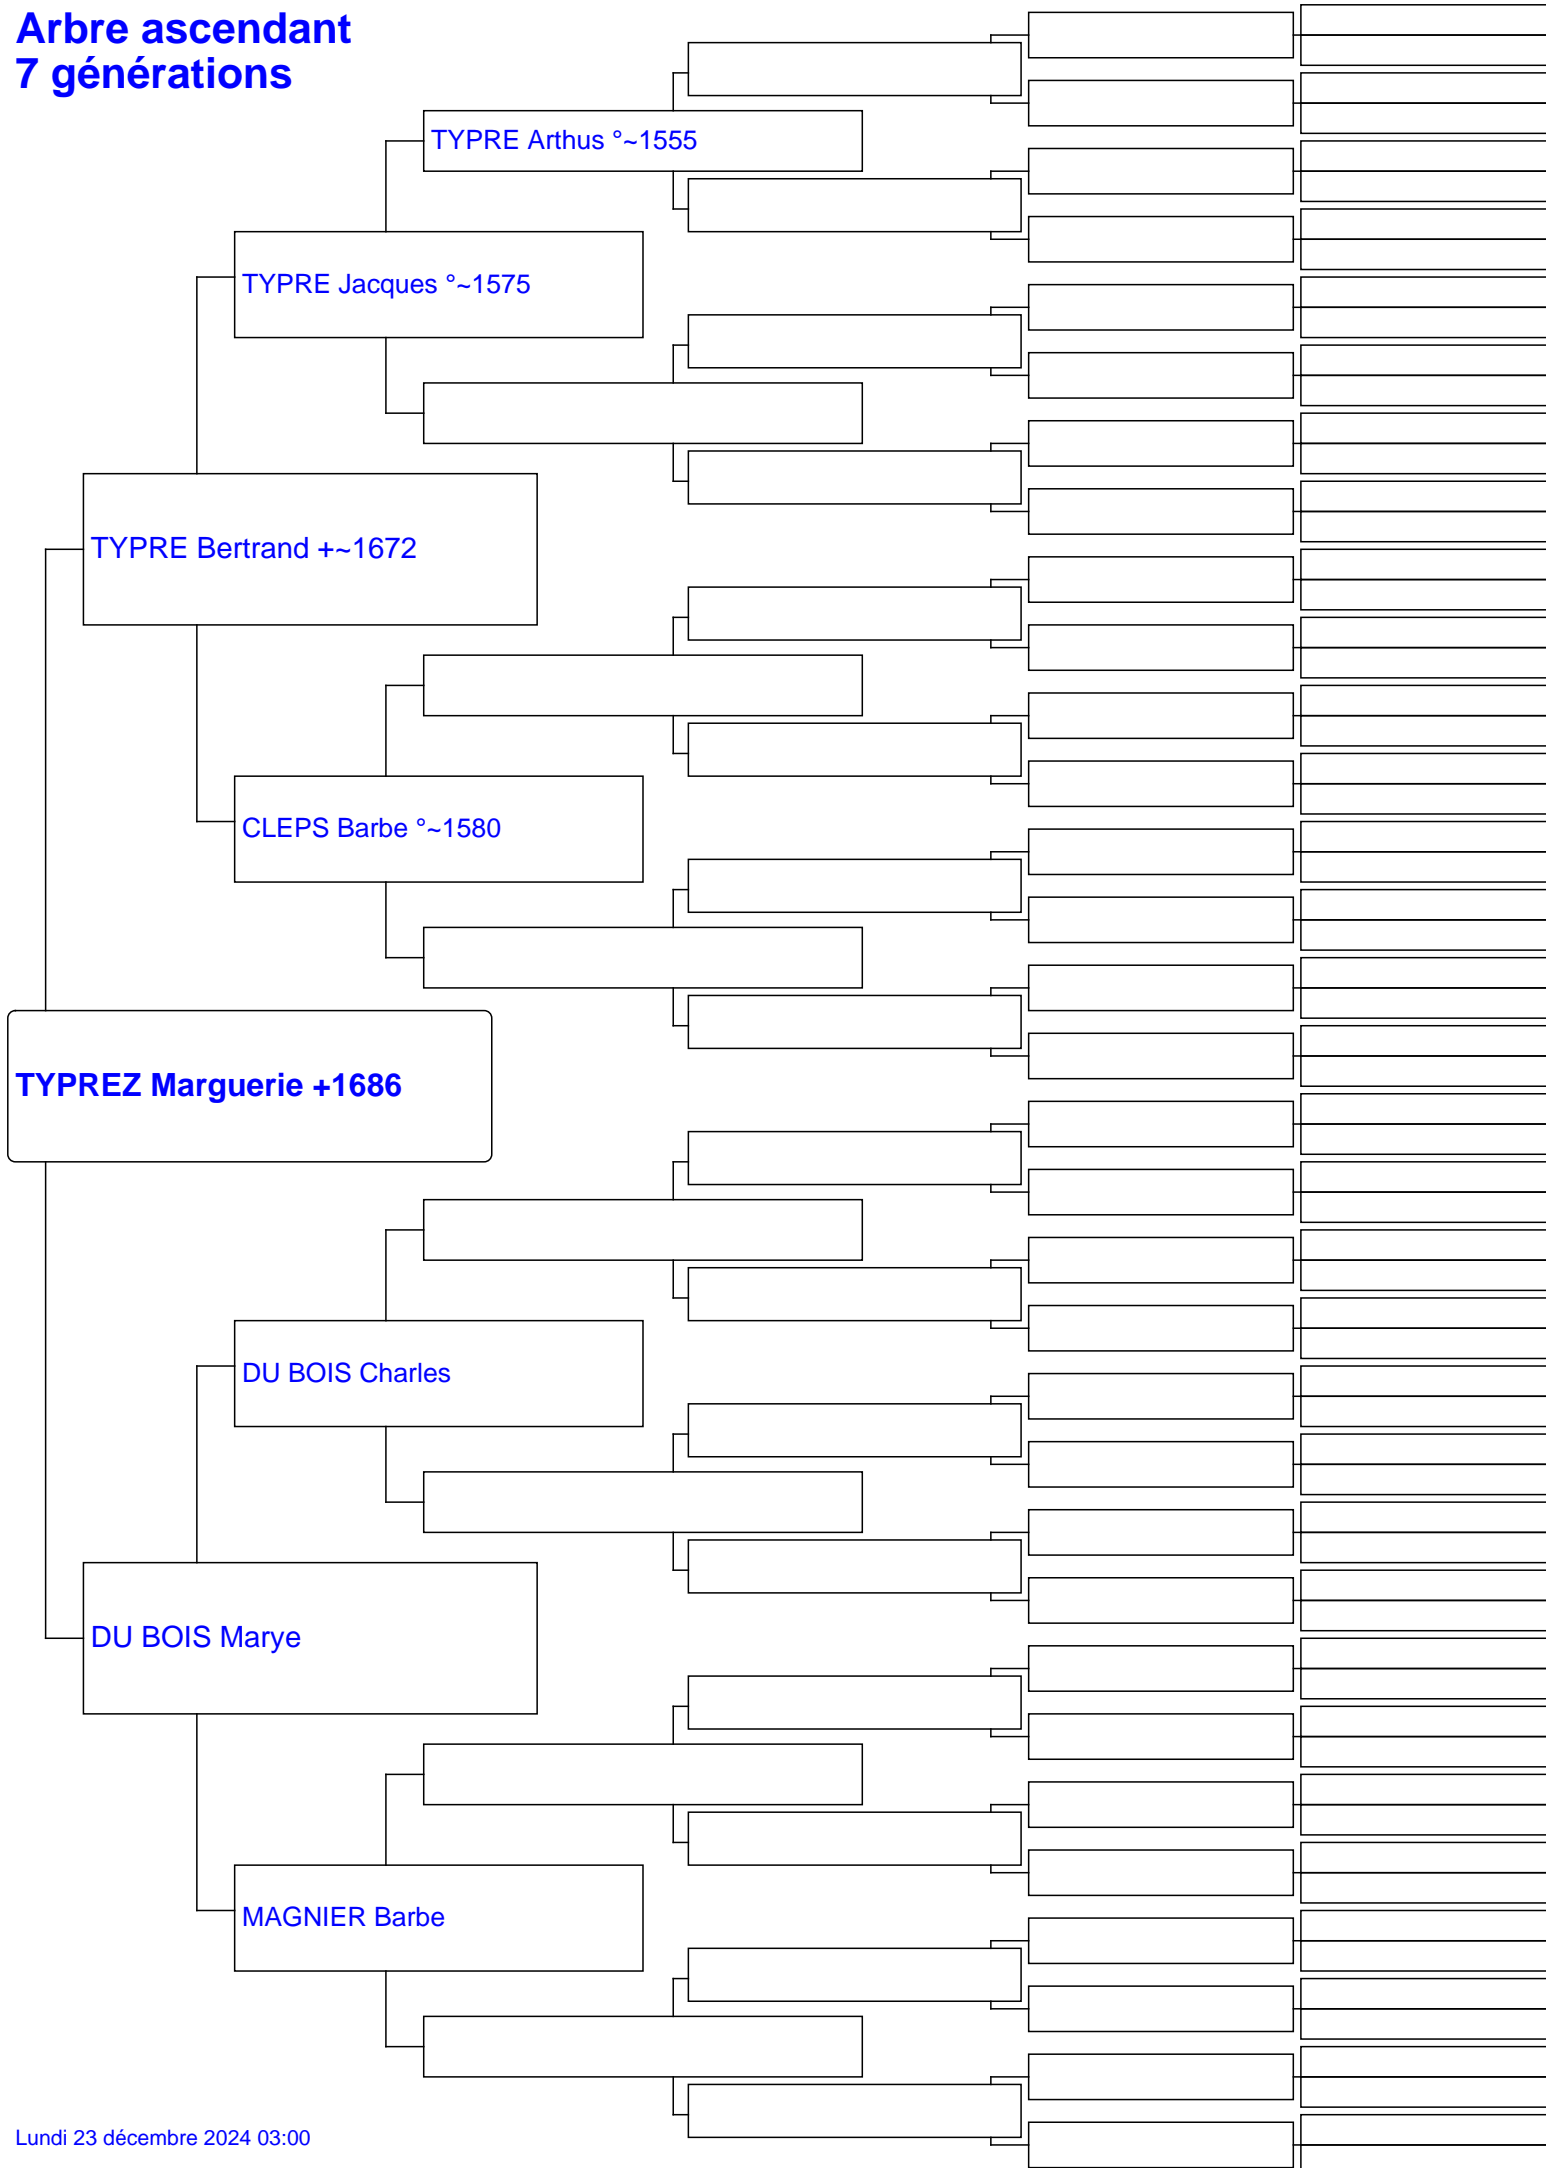 Arbre ascendant
7 générations
TYPRE Arthus °~1555
TYPRE Jacques °~1575
TYPRE Bertrand +~1672
CLEPS Barbe °~1580
TYPREZ Marguerie +1686
DU BOIS Charles
DU BOIS Marye
MAGNIER Barbe
Lundi 23 décembre 2024 03:00